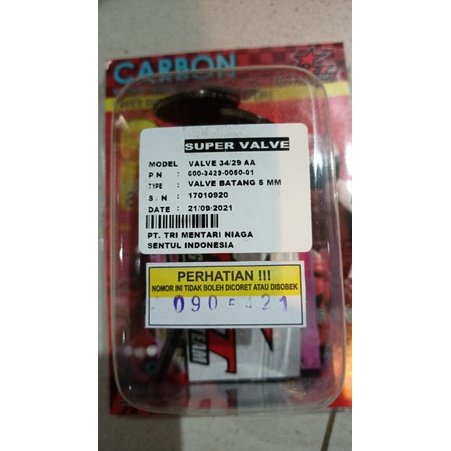 CARBON
SUPER VALVE
MODEL : VALVE 34/29 AA
P/N : 600-3429-0050-01
TYPE : VALVE BATANG 5 MM
S/N : 17010920
DATE : 21/09/2021
PT. TRI MENTARI NIAGA
SENTUL INDONESIA
PERHATIAN !!!
NOMOR INI TIDAK BOLEH DICORET ATAU DISOBEK
TEAM